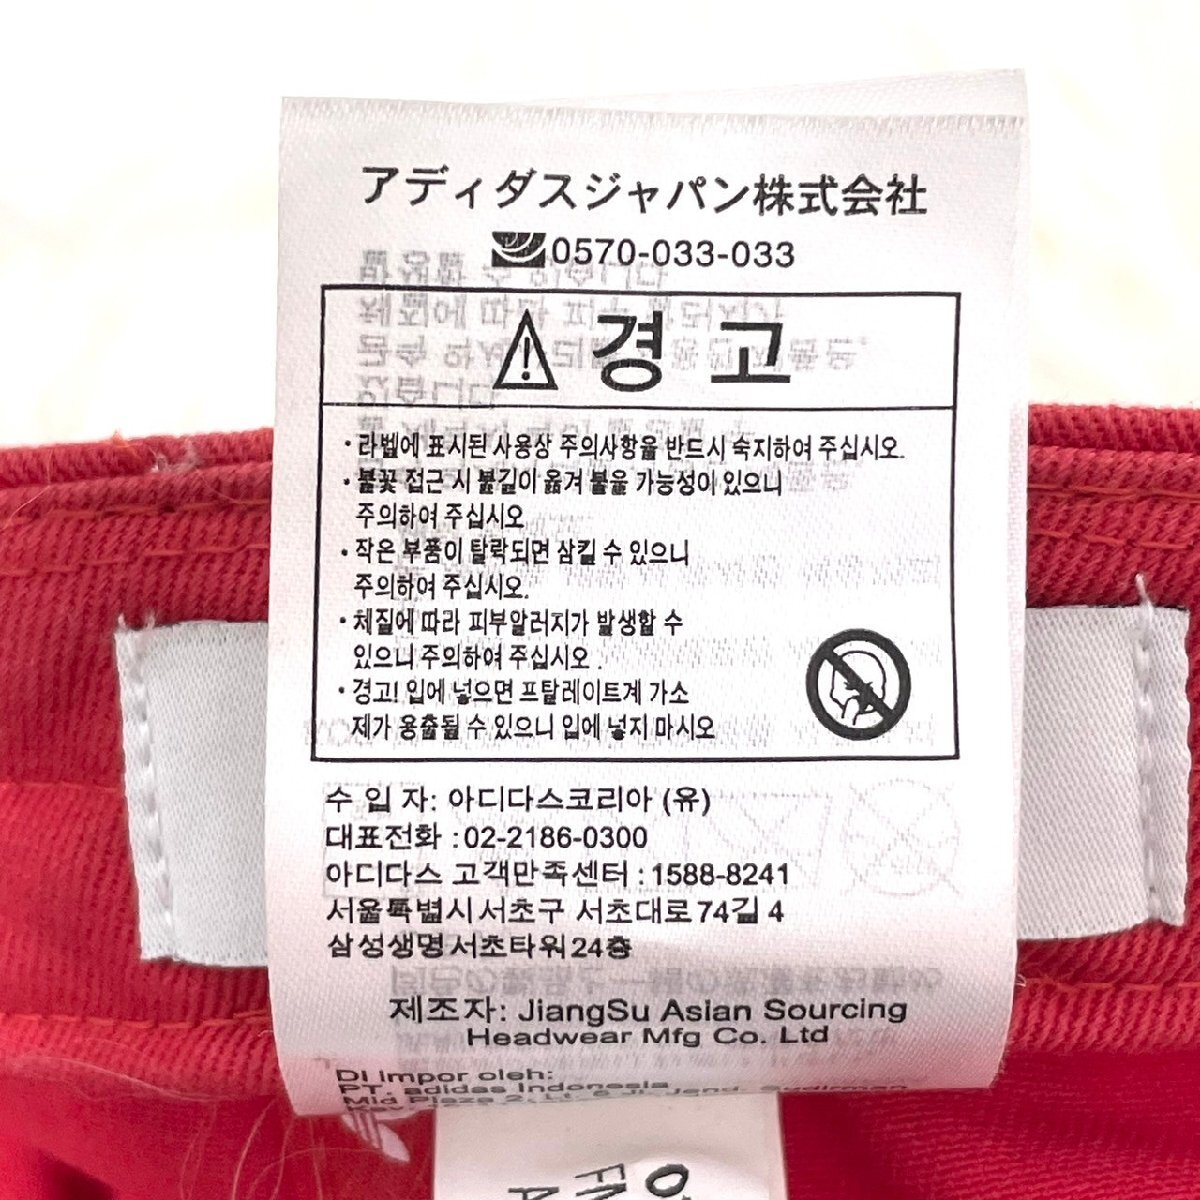 アディダスジャパン株式会社
0570-033-033
경 고
· 라벨에 표시된 사용상 주의사항을 반드시 숙지하여 주십시오.
· 불꽃 접근 시 불길이 옮겨 붙을 가능성이 있으니
주의하여 주십시오
· 작은 부품이 탈락되면 삼킬 수 있으니
주의하여 주십시오.
· 체질에 따라 피부알러지가 발생할 수
있으니 주의하여 주십시오 .
· 경고! 입에 넣으면 프탈레이트계 가소
제가 용출될 수 있으니 입에 넣지 마시오
수 입 자: 아디다스코리아 (유)
대표전화 : 02-2186-0300
아디다스 고객만족센터 : 1588-8241
서울특별시서초구 서초대로74길 4
삼성생명서초타워24층
제조자: JiangSu Asian Sourcing
Headwear Mfg Co. Ltd
Di impor oleh:
PT. adidas Indonesia
Mid Plaza 2, Lt. 6 Jl. Jend. Sudirman